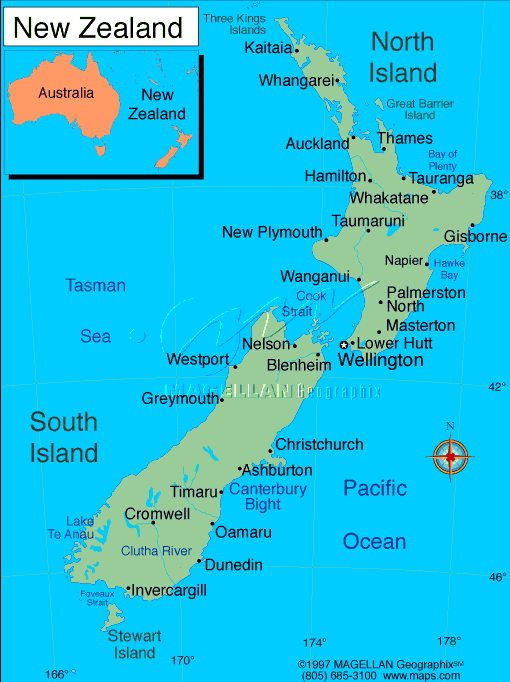 New Zealand
Three Kings
Islands
Kaitaia
North
Island
Whangarei
Australia
New
Zealand
Great Barrier
Island
Auckland
Thames
Bay of
Plenty
Hamilton
Tauranga
Whakatane
38°
Taumaruni
New Plymouth
Gisborne
Napier
Hawke
Bay
Wanganui
Tasman
Sea
Cook
Strait
Palmerston
North
Masterton
Nelson
Lower Hutt
Wellington
Westport
Blenheim
MAGELLAN Geographix
42°
Greymouth
South
Island
N
Christchurch
Ashburton
Timaru
Canterbury
Bight
Pacific
Ocean
Cromwell
Lake
Te Anau
Oamaru
Clutha River
Dunedin
46°
Invercargill
Foveaux
Strait
Stewart
Island
166°
170°
174°
178°
©1997 MAGELLAN Geographix℠
(805) 685-3100 www.maps.com